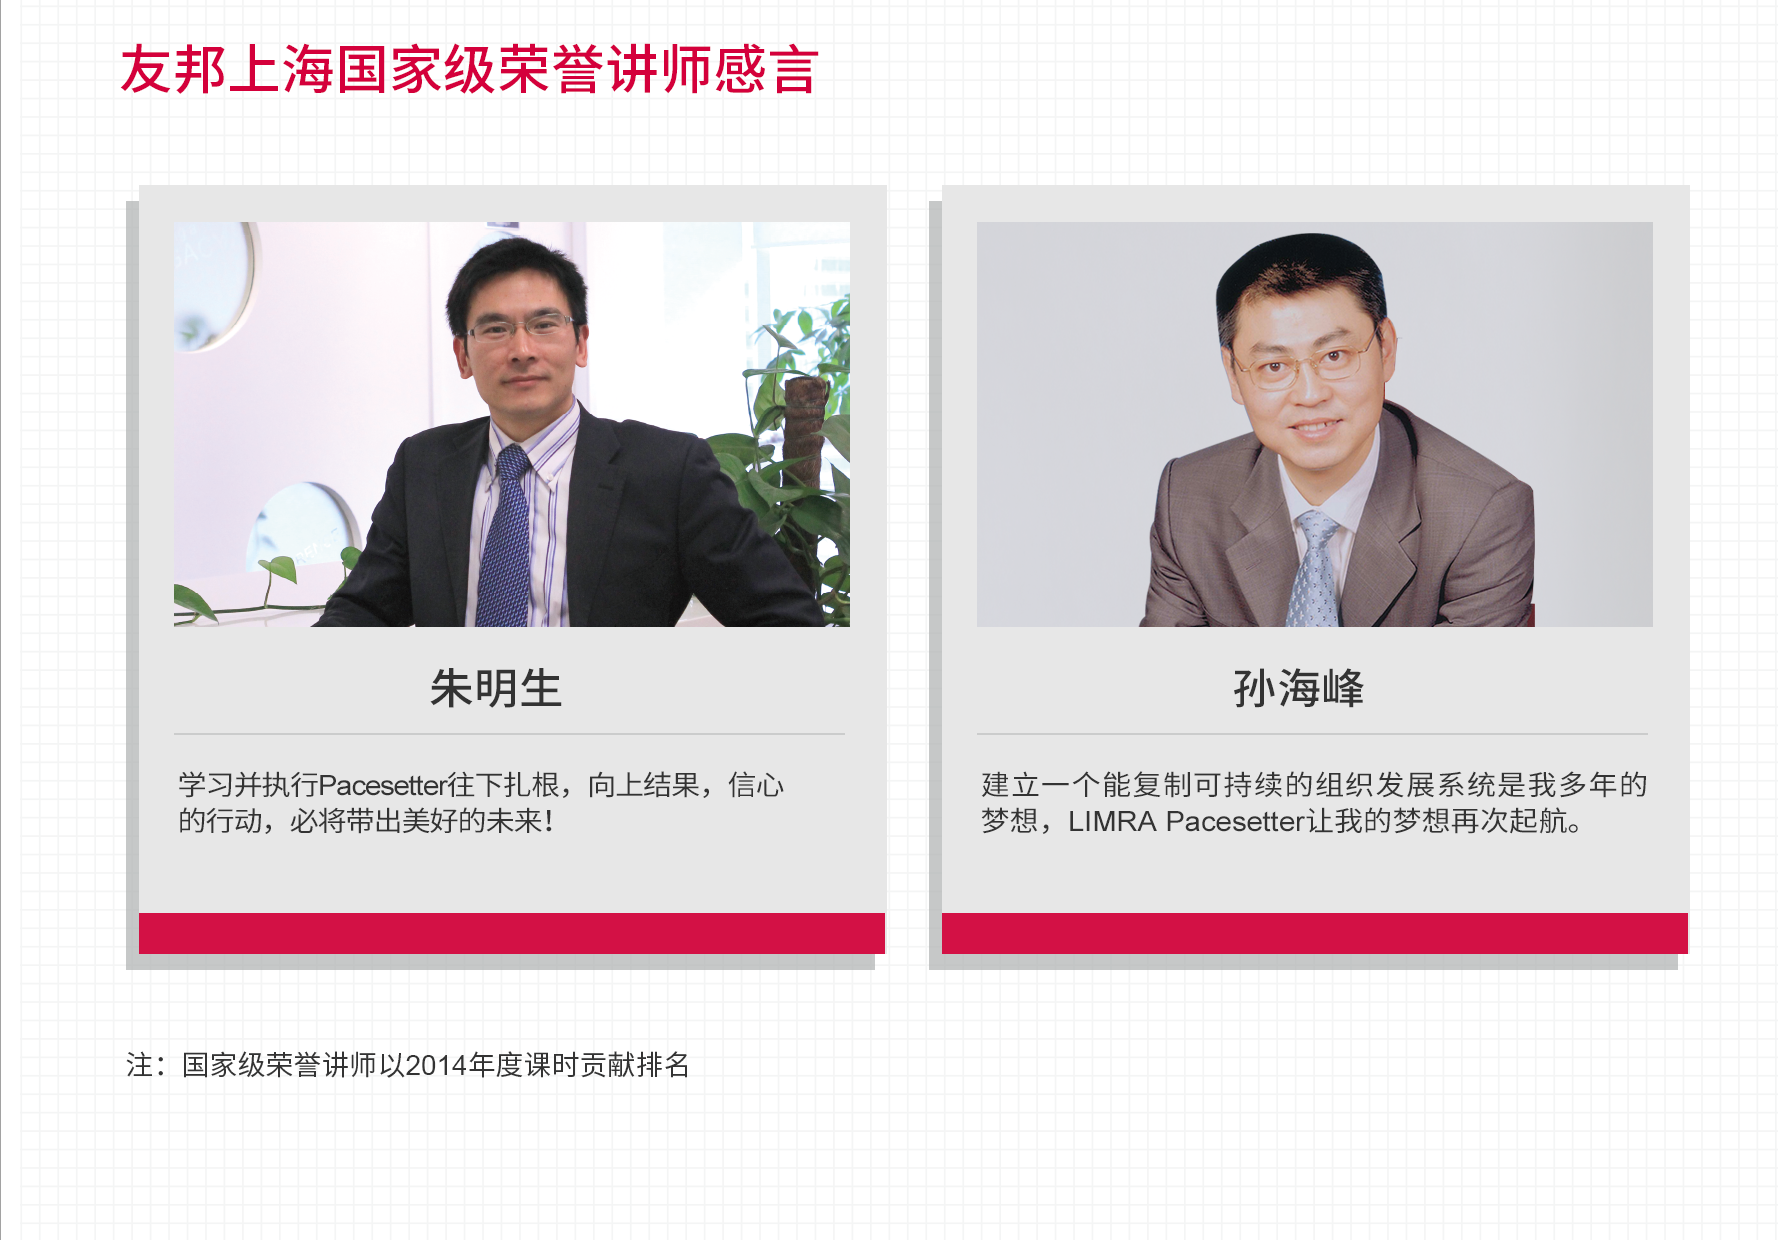 友邦上海国家级荣誉讲师感言
朱明生
学习并执行Pacesetter往下扎根，向上结果，信心
的行动，必将带出美好的未来！
孙海峰
建立一个能复制可持续的组织发展系统是我多年的
梦想，LIMRA Pacesetter让我的梦想再次起航。
注：国家级荣誉讲师以2014年度课时贡献排名